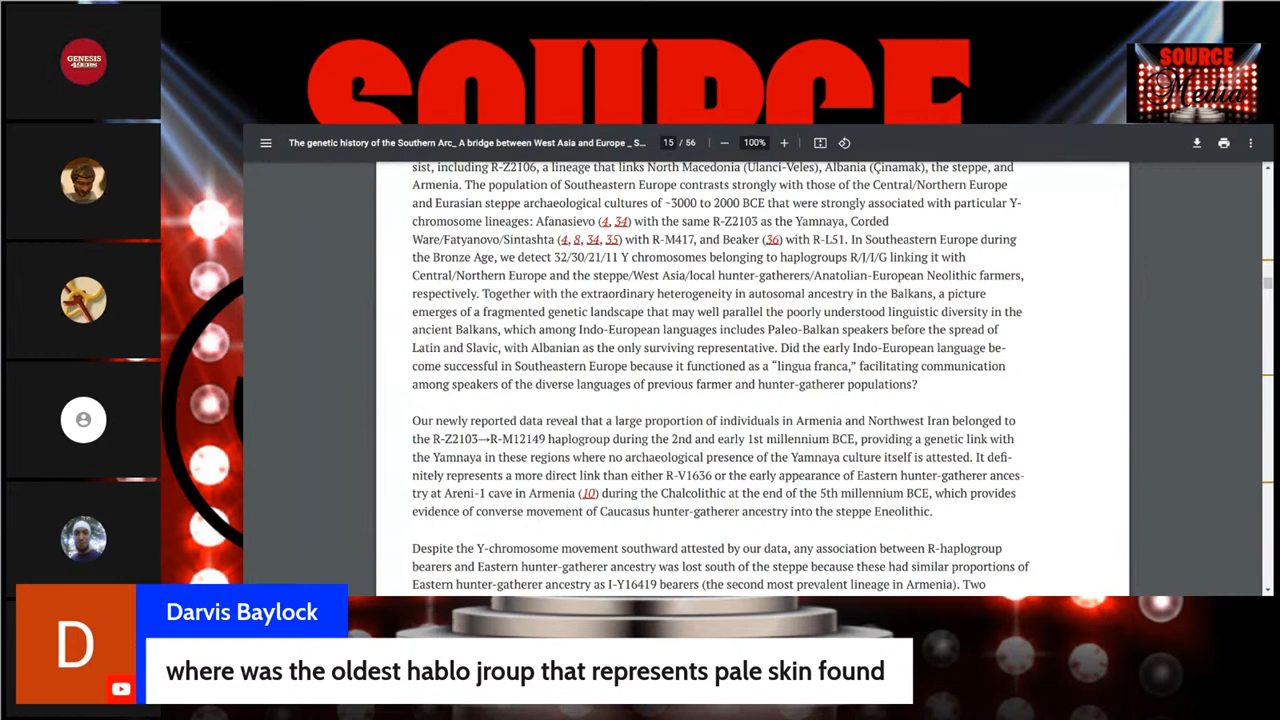 GENESIS
49ERS
SOURCE
SOURCE
Media
The genetic history of the Southern Arc_ A bridge between West Asia and Europe _ S...
15 / 56
100%
sist, including R-Z2106, a lineage that links North Macedonia (Ulanci-Veles), Albania (Çinamak), the steppe, and
Armenia. The population of Southeastern Europe contrasts strongly with those of the Central/Northern Europe
and Eurasian steppe archaeological cultures of ~3000 to 2000 BCE that were strongly associated with particular Y-
chromosome lineages: Afanasievo (4, 34) with the same R-Z2103 as the Yamnaya, Corded
Ware/Fatyanovo/Sintashta (4, 8, 34, 35) with R-M417, and Beaker (36) with R-L51. In Southeastern Europe during
the Bronze Age, we detect 32/30/21/11 Y chromosomes belonging to haplogroups R/J/I/G linking it with
Central/Northern Europe and the steppe/West Asia/local hunter-gatherers/Anatolian-European Neolithic farmers,
respectively. Together with the extraordinary heterogeneity in autosomal ancestry in the Balkans, a picture
emerges of a fragmented genetic landscape that may well parallel the poorly understood linguistic diversity in the
ancient Balkans, which among Indo-European languages includes Paleo-Balkan speakers before the spread of
Latin and Slavic, with Albanian as the only surviving representative. Did the early Indo-European language be-
come successful in Southeastern Europe because it functioned as a “lingua franca,” facilitating communication
among speakers of the diverse languages of previous farmer and hunter-gatherer populations?
Our newly reported data reveal that a large proportion of individuals in Armenia and Northwest Iran belonged to
the R-Z2103→R-M12149 haplogroup during the 2nd and early 1st millennium BCE, providing a genetic link with
the Yamnaya in these regions where no archaeological presence of the Yamnaya culture itself is attested. It defi-
nitely represents a more direct link than either R-V1636 or the early appearance of Eastern hunter-gatherer ances-
try at Areni-1 cave in Armenia (10) during the Chalcolithic at the end of the 5th millennium BCE, which provides
evidence of converse movement of Caucasus hunter-gatherer ancestry into the steppe Eneolithic.
Despite the Y-chromosome movement southward attested by our data, any association between R-haplogroup
bearers and Eastern hunter-gatherer ancestry was lost south of the steppe because these had similar proportions of
Eastern hunter-gatherer ancestry as I-Y16419 bearers (the second most prevalent lineage in Armenia). Two
D
Darvis Baylock
where was the oldest hablo jroup that represents pale skin found